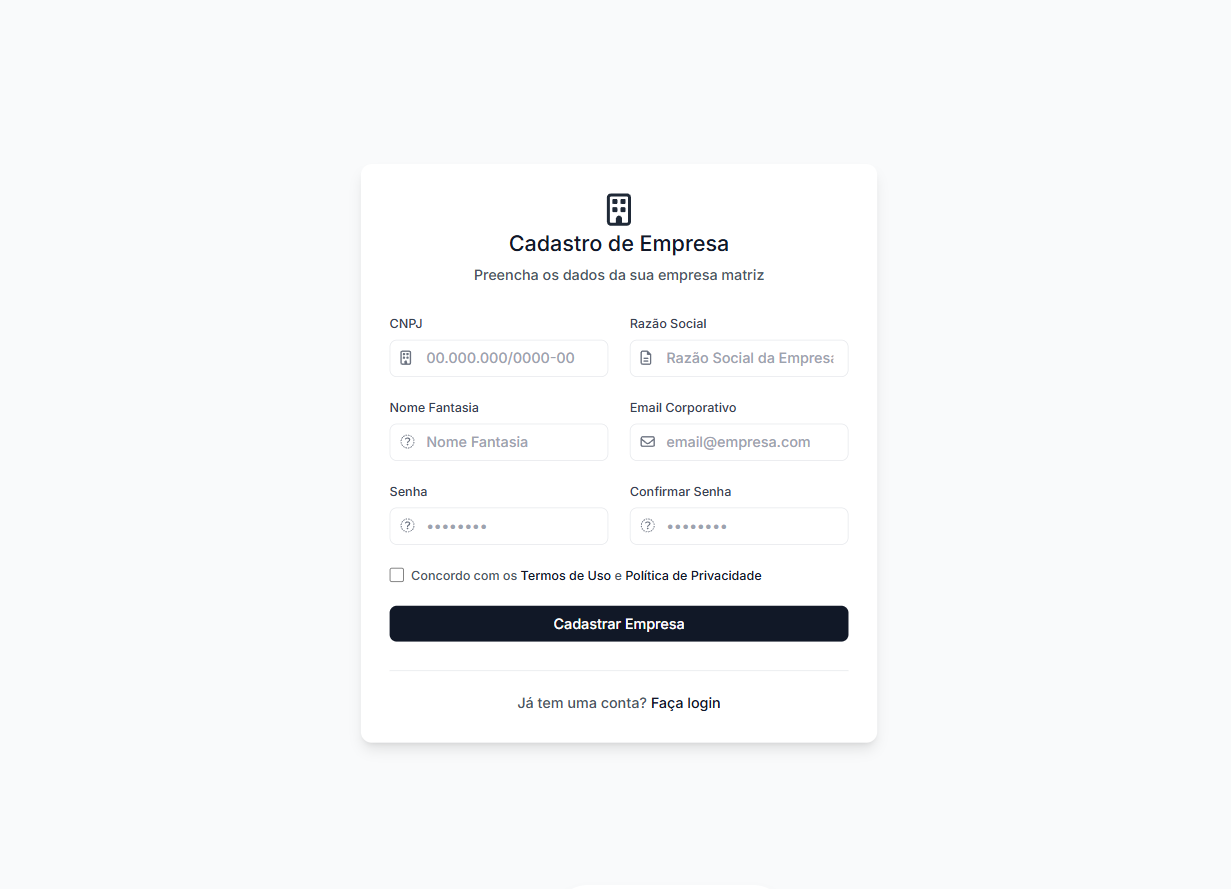 Cadastro de Empresa
Preencha os dados da sua empresa matriz
CNPJ
Razão Social
00.000.000/0000-00
Razão Social da Empresa
Nome Fantasia
Email Corporativo
Nome Fantasia
email@empresa.com
Senha
Confirmar Senha
••••••••
••••••••
Concordo com os Termos de Uso e Política de Privacidade
Cadastrar Empresa
Já tem uma conta? Faça login